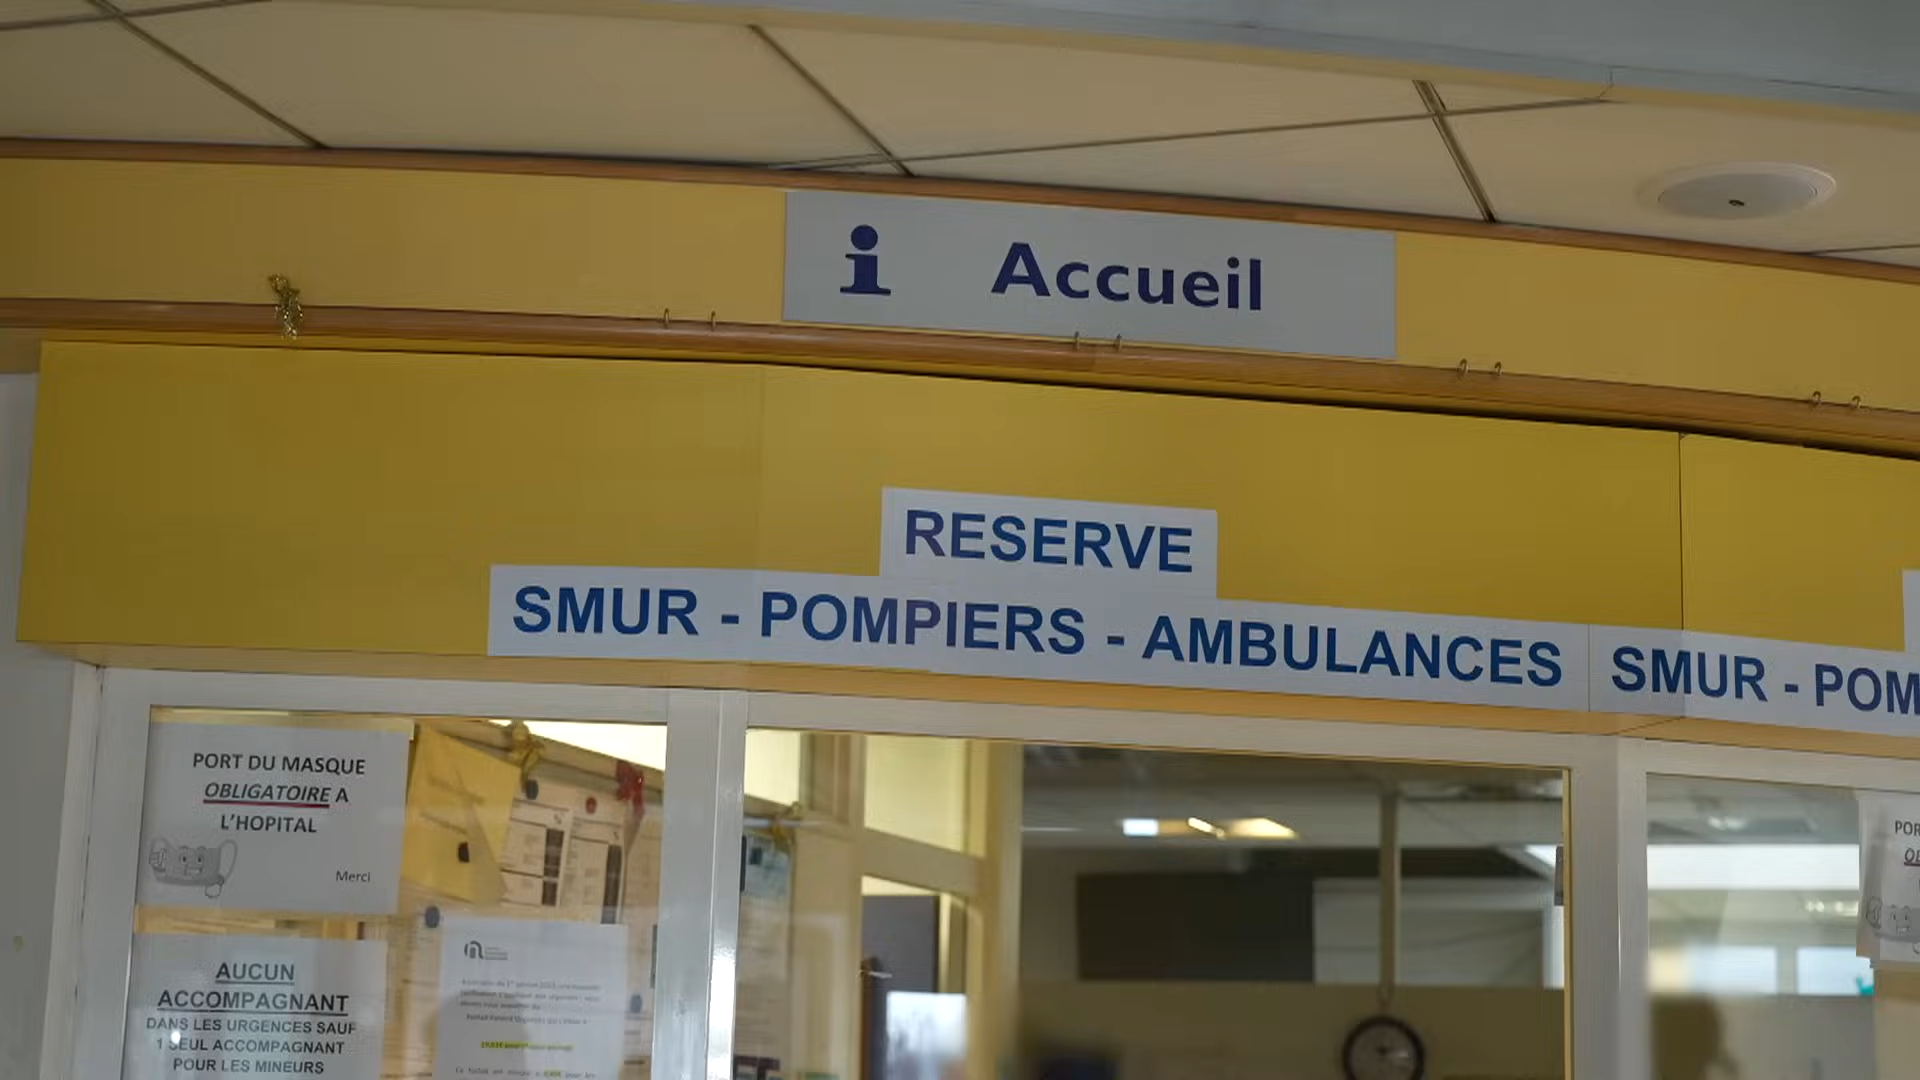 i Accueil
RESERVE
SMUR - POMPIERS - AMBULANCES
SMUR - POM
PORT DU MASQUE
OBLIGATOIRE A
L'HOPITAL
Merci
AUCUN
ACCOMPAGNANT
DANS LES URGENCES SAUF
1 SEUL ACCOMPAGNANT
POUR LES MINEURS
POR